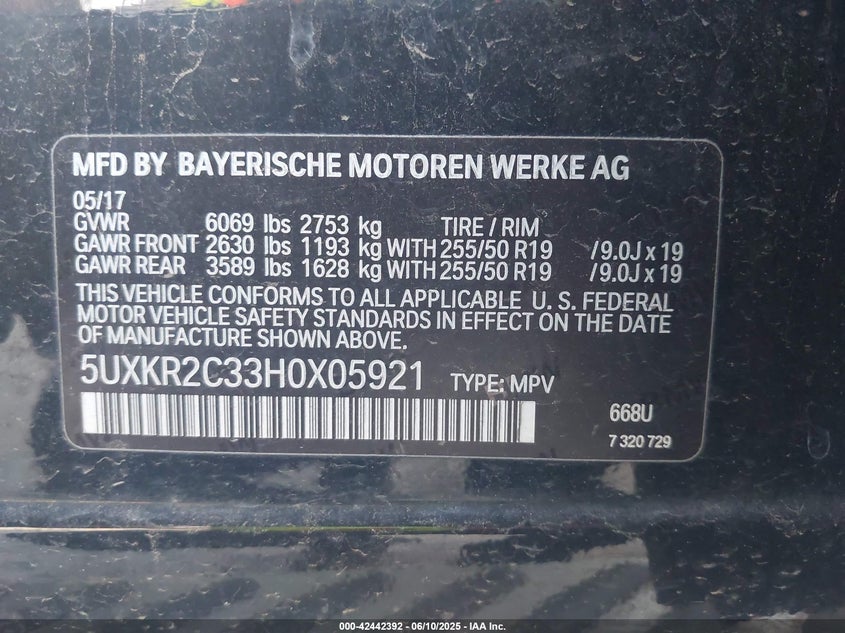 MFD BY BAYERISCHE MOTOREN WERKE AG
05/17
GVWR 6069 lbs 2753 kg TIRE / RIM
GAWR FRONT 2630 lbs 1193 kg WITH 255/50 R19 /9.0J x 19
GAWR REAR 3589 lbs 1628 kg WITH 255/50 R19 /9.0J x 19
THIS VEHICLE CONFORMS TO ALL APPLICABLE U. S. FEDERAL
MOTOR VEHICLE SAFETY STANDARDS IN EFFECT ON THE DATE
OF MANUFACTURE SHOWN ABOVE.
5UXKR2C33H0X05921 TYPE: MPV
668U
7 320 729
000-42442392 - 06/10/2025 - IAA Inc.